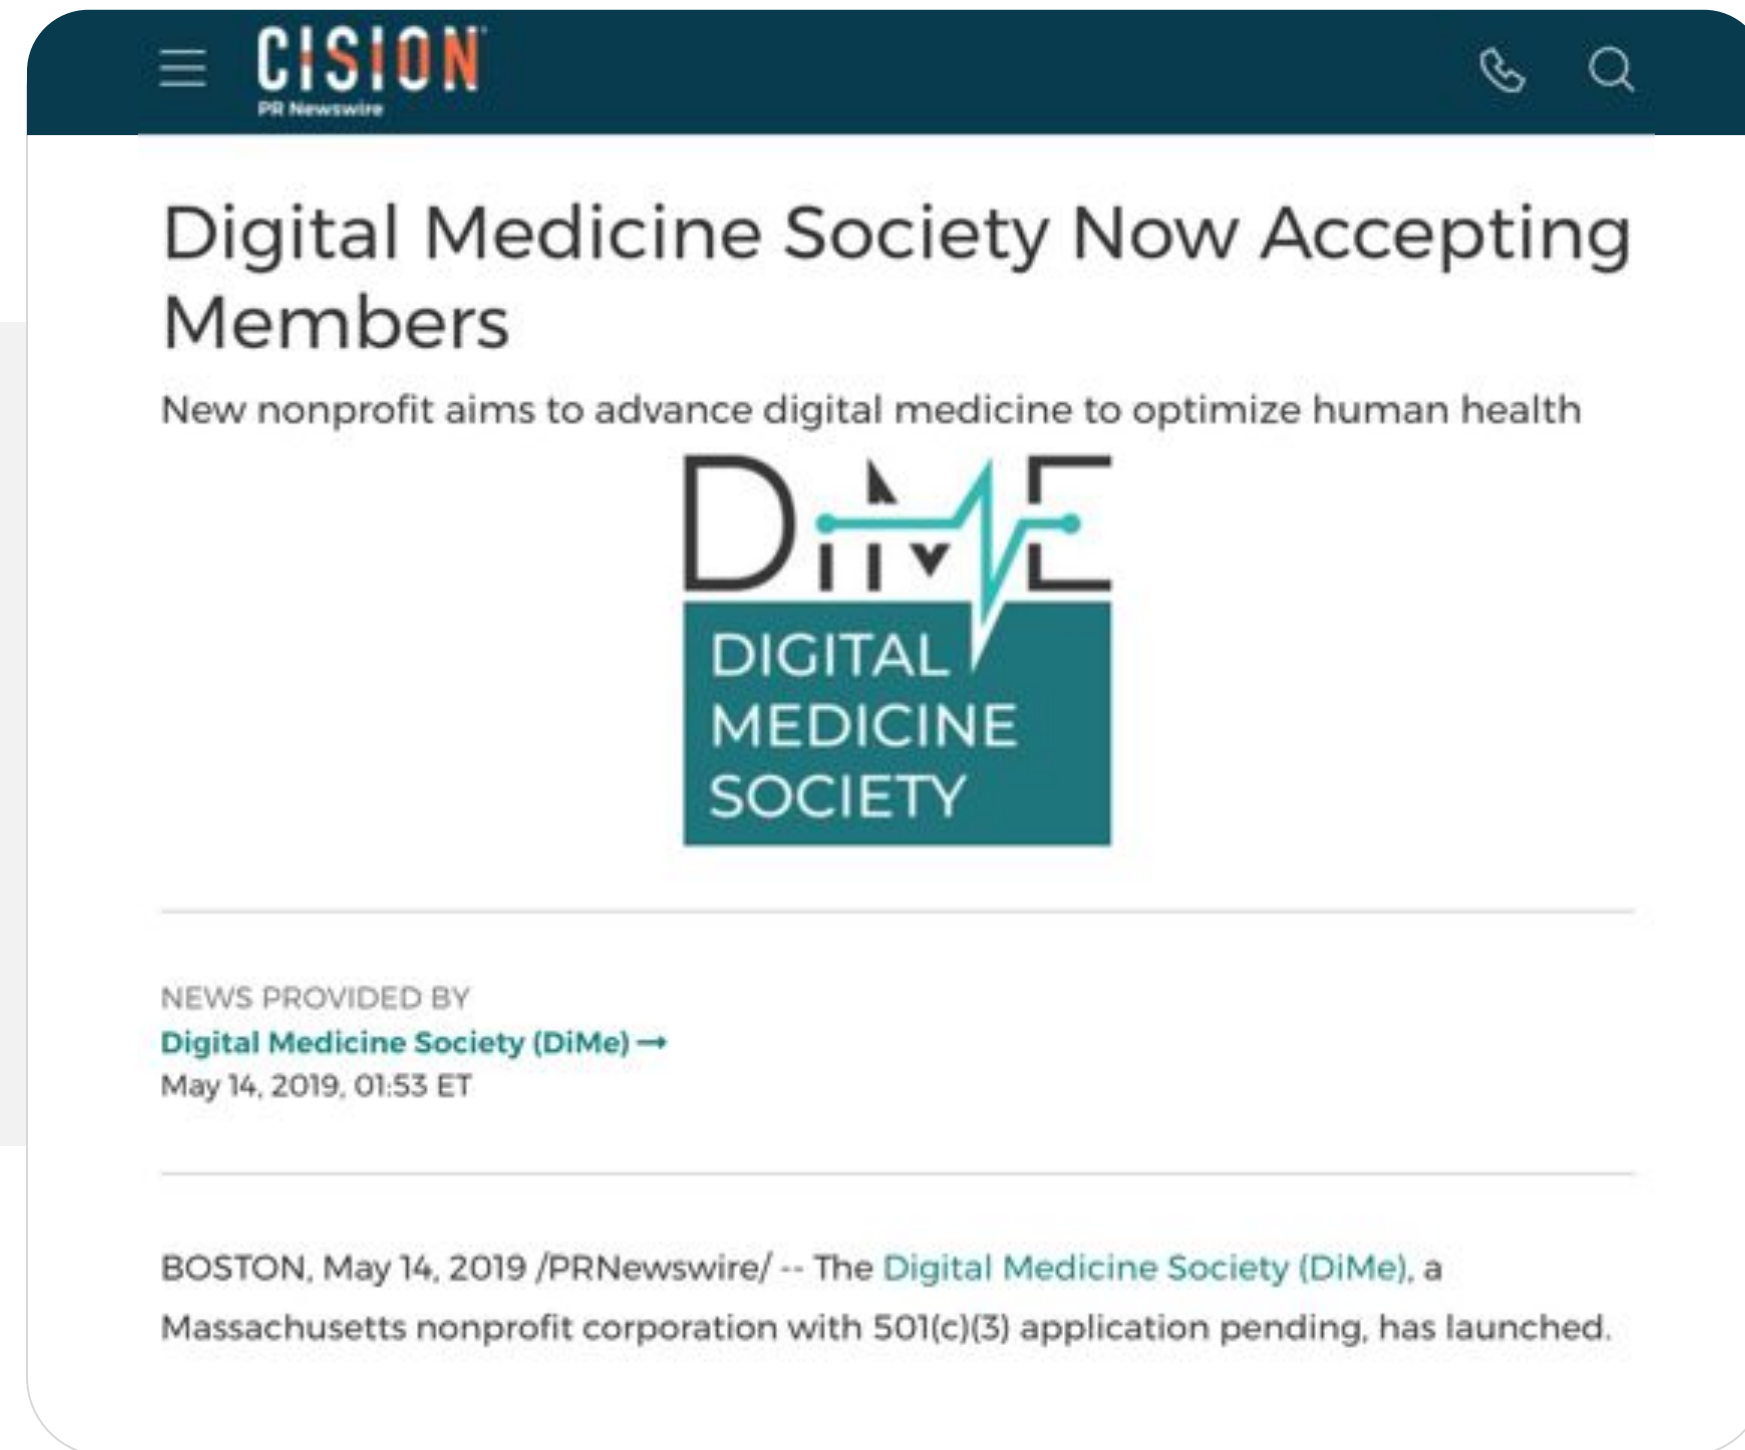 CISION
PR Newswire
Digital Medicine Society Now Accepting
Members
New nonprofit aims to advance digital medicine to optimize human health
DiME
DIGITAL
MEDICINE
SOCIETY
NEWS PROVIDED BY
Digital Medicine Society (DiMe) →
May 14, 2019, 01:53 ET
BOSTON, May 14, 2019 /PRNewswire/ -- The Digital Medicine Society (DiMe), a
Massachusetts nonprofit corporation with 501(c)(3) application pending, has launched.